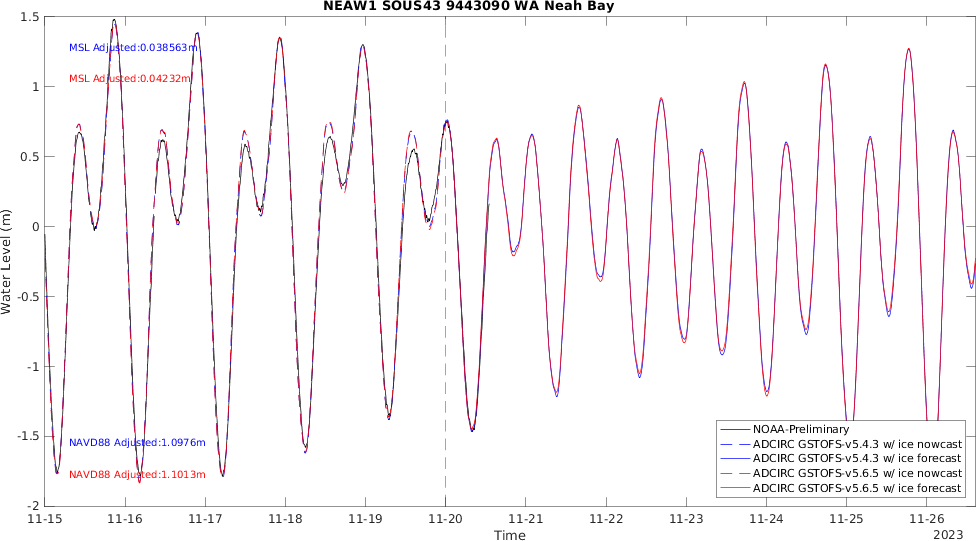 NEAW1 SOUS43 9443090 WA Neah Bay
1.5
MSL Adjusted:0.038563m
MSL Adjusted:0.04232m
1
0.5
0
-0.5
-1
-1.5
-2
Water Level (m)
NAVD88 Adjusted:1.0976m
NAVD88 Adjusted:1.1013m
NOAA-Preliminary
ADCIRC GSTOFS-v5.4.3 w/ ice nowcast
ADCIRC GSTOFS-v5.4.3 w/ ice forecast
ADCIRC GSTOFS-v5.6.5 w/ ice nowcast
ADCIRC GSTOFS-v5.6.5 w/ ice forecast
11-15 11-16 11-17 11-18 11-19 11-20 11-21 11-22 11-23 11-24 11-25 11-26
Time
2023